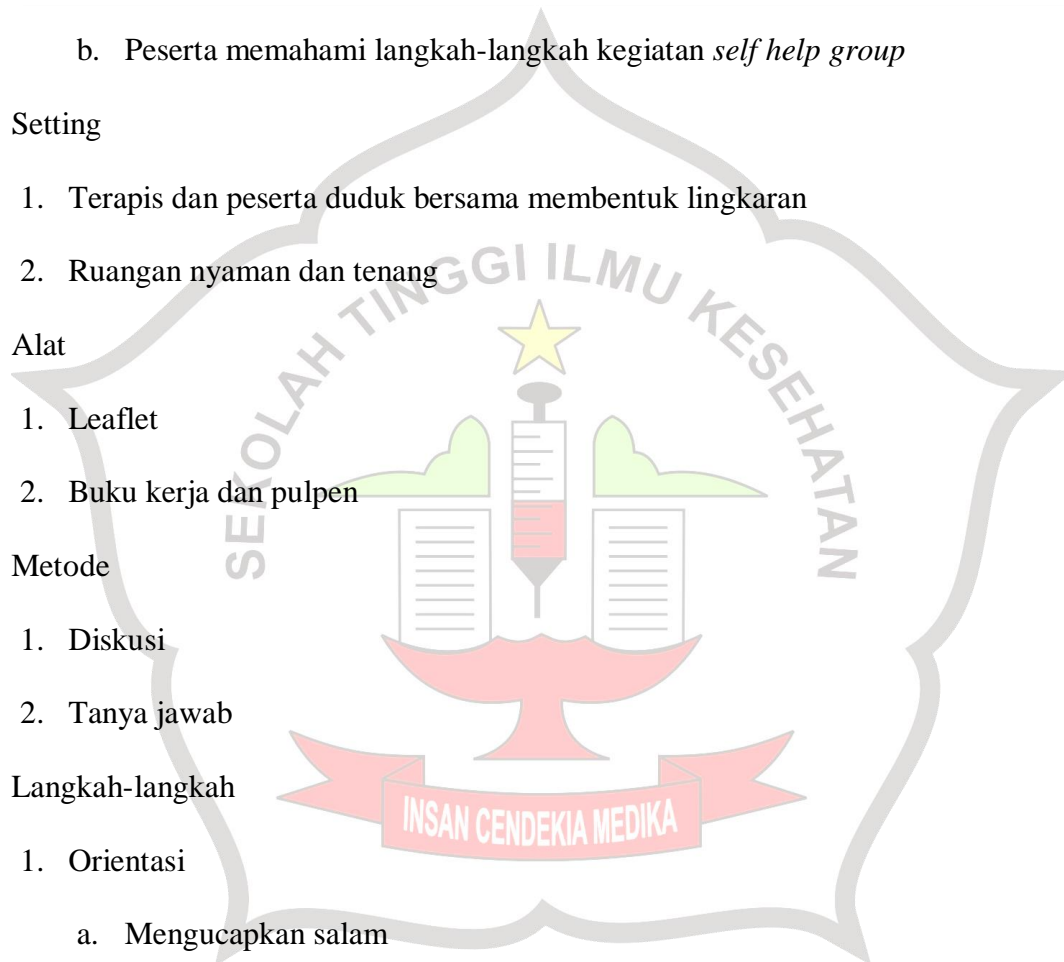 b. Peserta memahami langkah-langkah kegiatan self help group
Setting
1. Terapis dan peserta duduk bersama membentuk lingkaran
2. Ruangan nyaman dan tenang
SEKOLAH TINGGI ILMU KESEHATAN
Alat
1. Leaflet
2. Buku kerja dan pulpen
Metode
1. Diskusi
2. Tanya jawab
Langkah-langkah
INSAN CENDEKIA MEDIKA
1. Orientasi
a. Mengucapkan salam